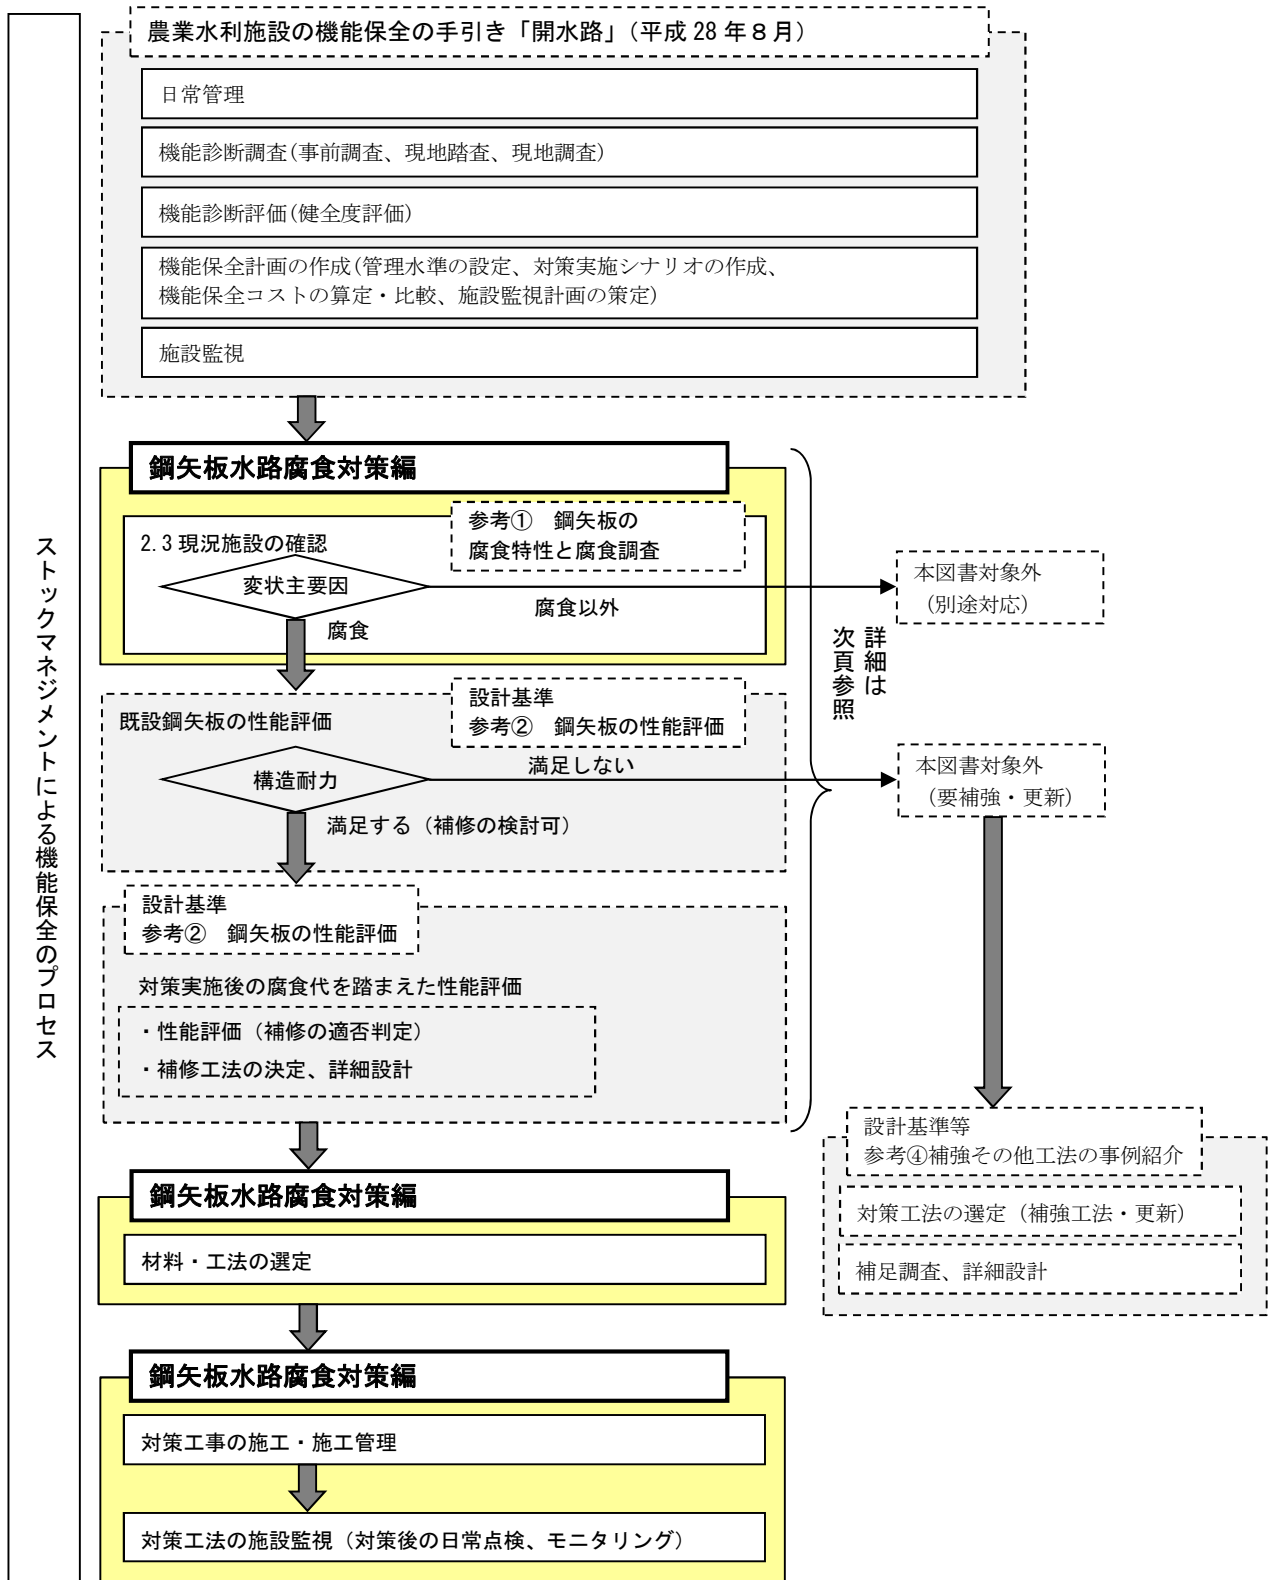 ストックマネジメントによる機能保全のプロセス
農業水利施設の機能保全の手引き「開水路」(平成28年８月)
日常管理
機能診断調査(事前調査、現地踏査、現地調査)
機能診断評価(健全度評価)
機能保全計画の作成(管理水準の設定、対策実施シナリオの作成、
機能保全コストの算定・比較、施設監視計画の策定)
施設監視
鋼矢板水路腐食対策編
参考①　鋼矢板の
腐食特性と腐食調査
2.3 現況施設の確認
変状主要因
腐食以外
腐食
本図書対象外
（別途対応）
詳細は
次頁参照
設計基準
参考②　鋼矢板の性能評価
既設鋼矢板の性能評価
構造耐力
満足しない
満足する（補修の検討可）
本図書対象外
（要補強・更新）
設計基準
参考②　鋼矢板の性能評価
対策実施後の腐食代を踏まえた性能評価
・性能評価（補修の適否判定）
・補修工法の決定、詳細設計
設計基準等
参考④補強その他工法の事例紹介
対策工法の選定（補強工法・更新）
補足調査、詳細設計
鋼矢板水路腐食対策編
材料・工法の選定
鋼矢板水路腐食対策編
対策工事の施工・施工管理
対策工法の施設監視（対策後の日常点検、モニタリング）